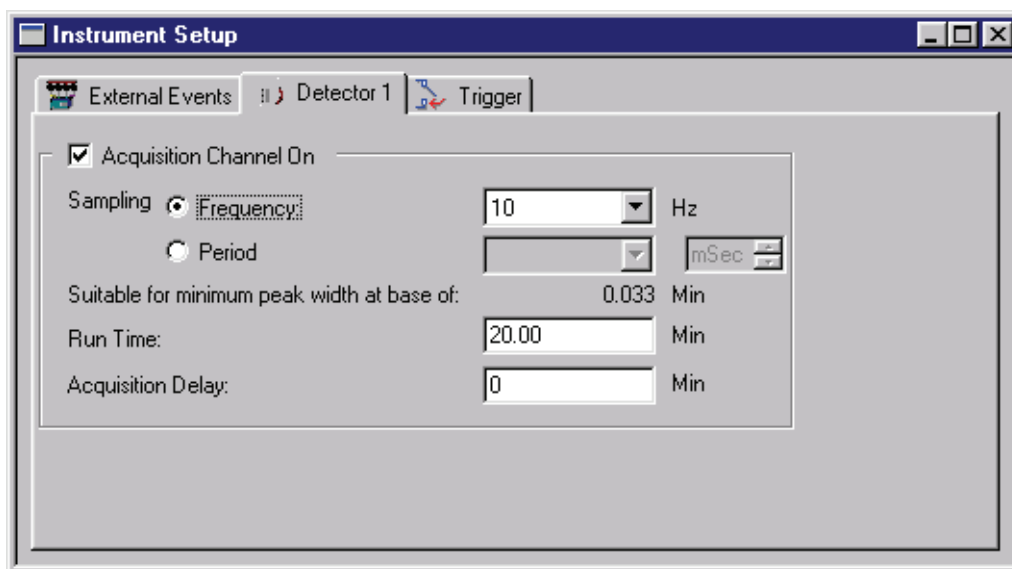 Instrument Setup
External Events Detector 1 Trigger
Acquisition Channel On
Sampling Frequency: 10 Hz
Period mSec
Suitable for minimum peak width at base of: 0.033 Min
Run Time: 20.00 Min
Acquisition Delay: 0 Min